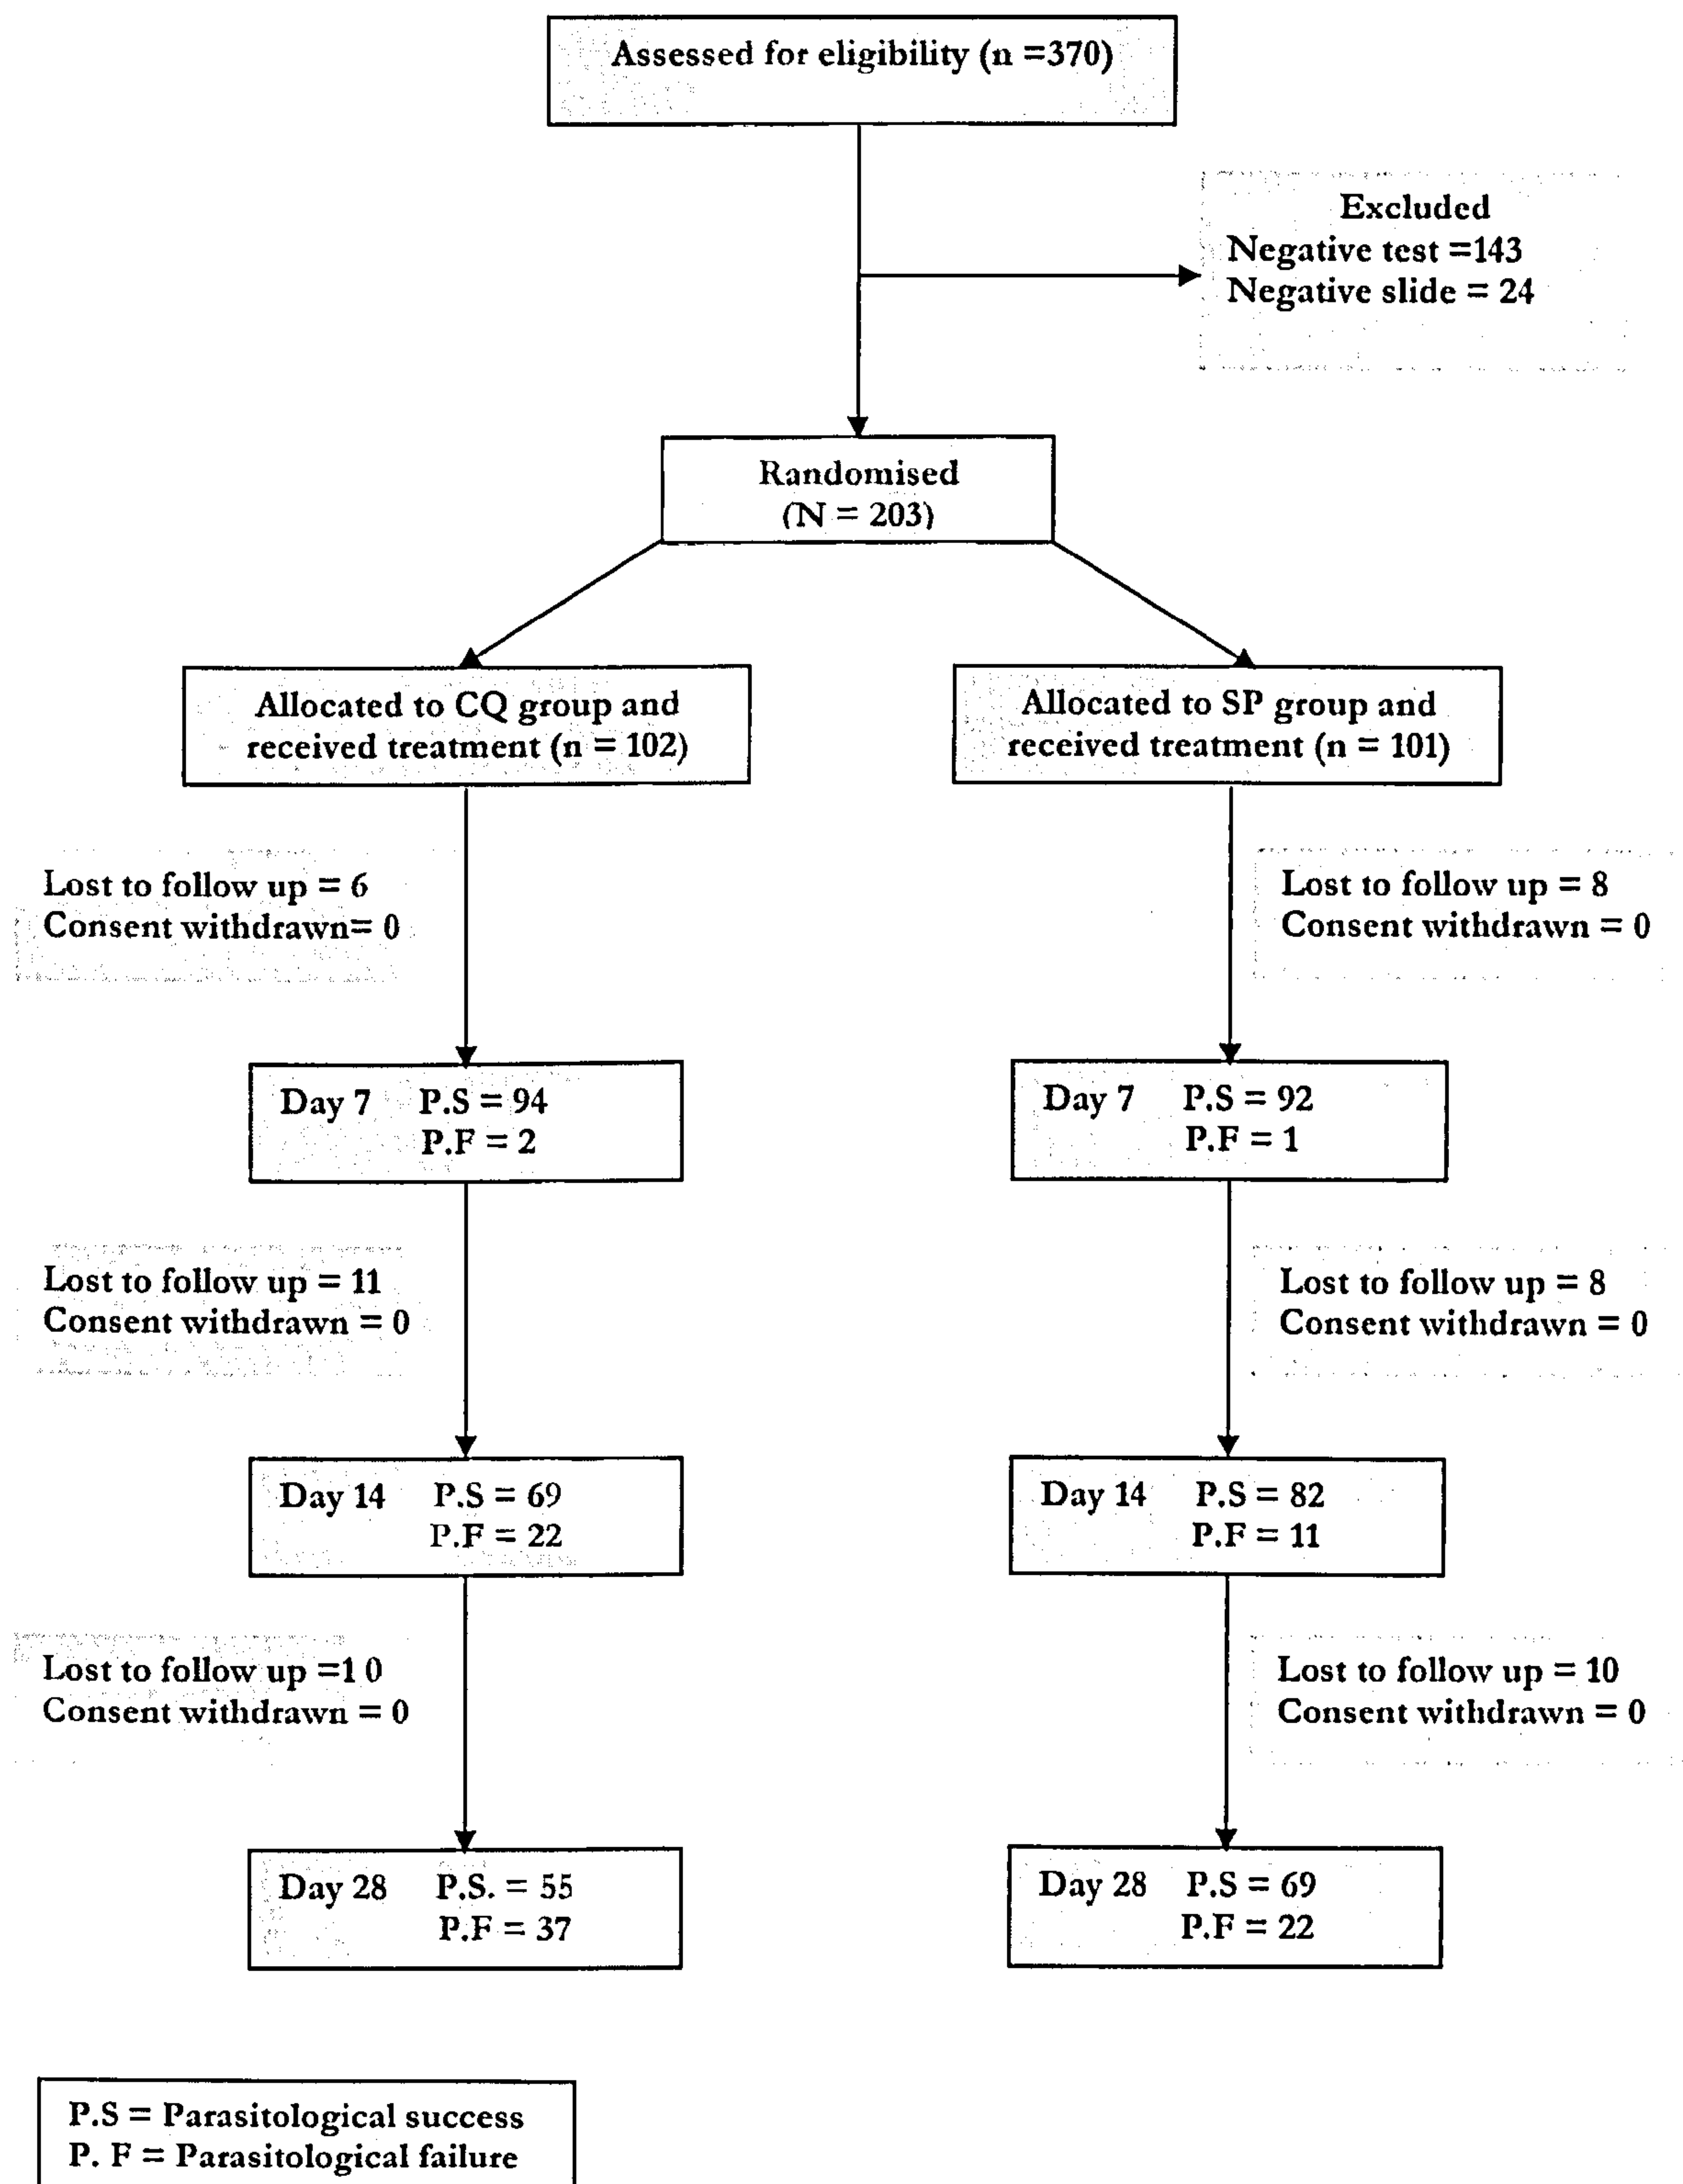 Assessed for eligibility (n =370)
Excluded
Negative test =143
Negative slide = 24
Randomised
(N = 203)
Allocated to CQ group and
received treatment (n = 102)
Allocated to SP group and
received treatment (n = 101)
Lost to follow up = 6
Consent withdrawn= 0
Lost to follow up = 8
Consent withdrawn = 0
Day 7 P.S = 94
P.F = 2
Day 7 P.S = 92
P.F = 1
Lost to follow up = 11
Consent withdrawn = 0
Lost to follow up = 8
Consent withdrawn = 0
Day 14 P.S = 69
P.F = 22
Day 14 P.S = 82
P.F = 11
Lost to follow up =1 0
Consent withdrawn = 0
Lost to follow up = 10
Consent withdrawn = 0
Day 28 P.S. = 55
P.F = 37
Day 28 P.S = 69
P.F = 22
P.S = Parasitological success
P. F = Parasitological failure